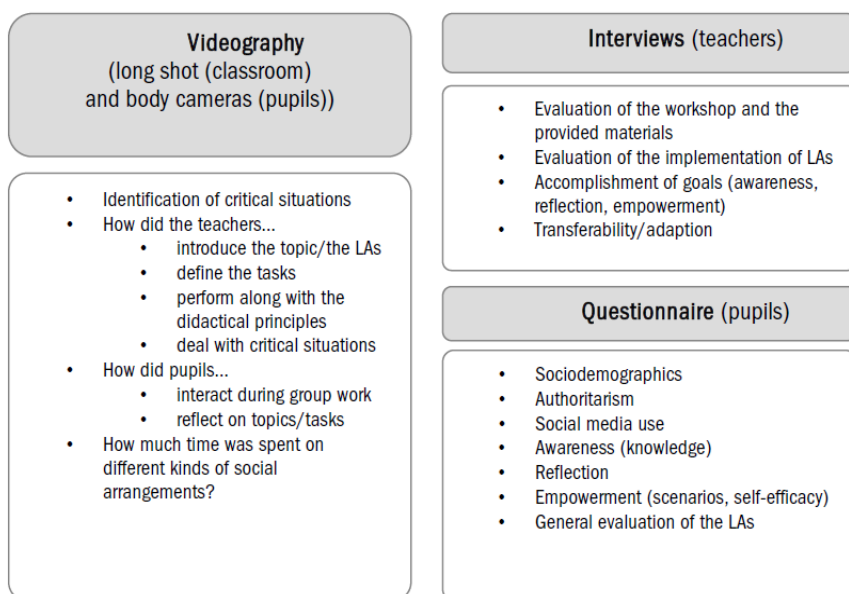 Videography
(long shot (classroom)
and body cameras (pupils))
• Identification of critical situations
• How did the teachers...
• introduce the topic/the LAs
• define the tasks
• perform along with the
didactical principles
• deal with critical situations
• How did pupils...
• interact during group work
• reflect on topics/tasks
• How much time was spent on
different kinds of social
arrangements?
Interviews (teachers)
• Evaluation of the workshop and the
provided materials
• Evaluation of the implementation of LAs
• Accomplishment of goals (awareness,
reflection, empowerment)
• Transferability/adaption
Questionnaire (pupils)
• Sociodemographics
• Authoritarism
• Social media use
• Awareness (knowledge)
• Reflection
• Empowerment (scenarios, self-efficacy)
• General evaluation of the LAs